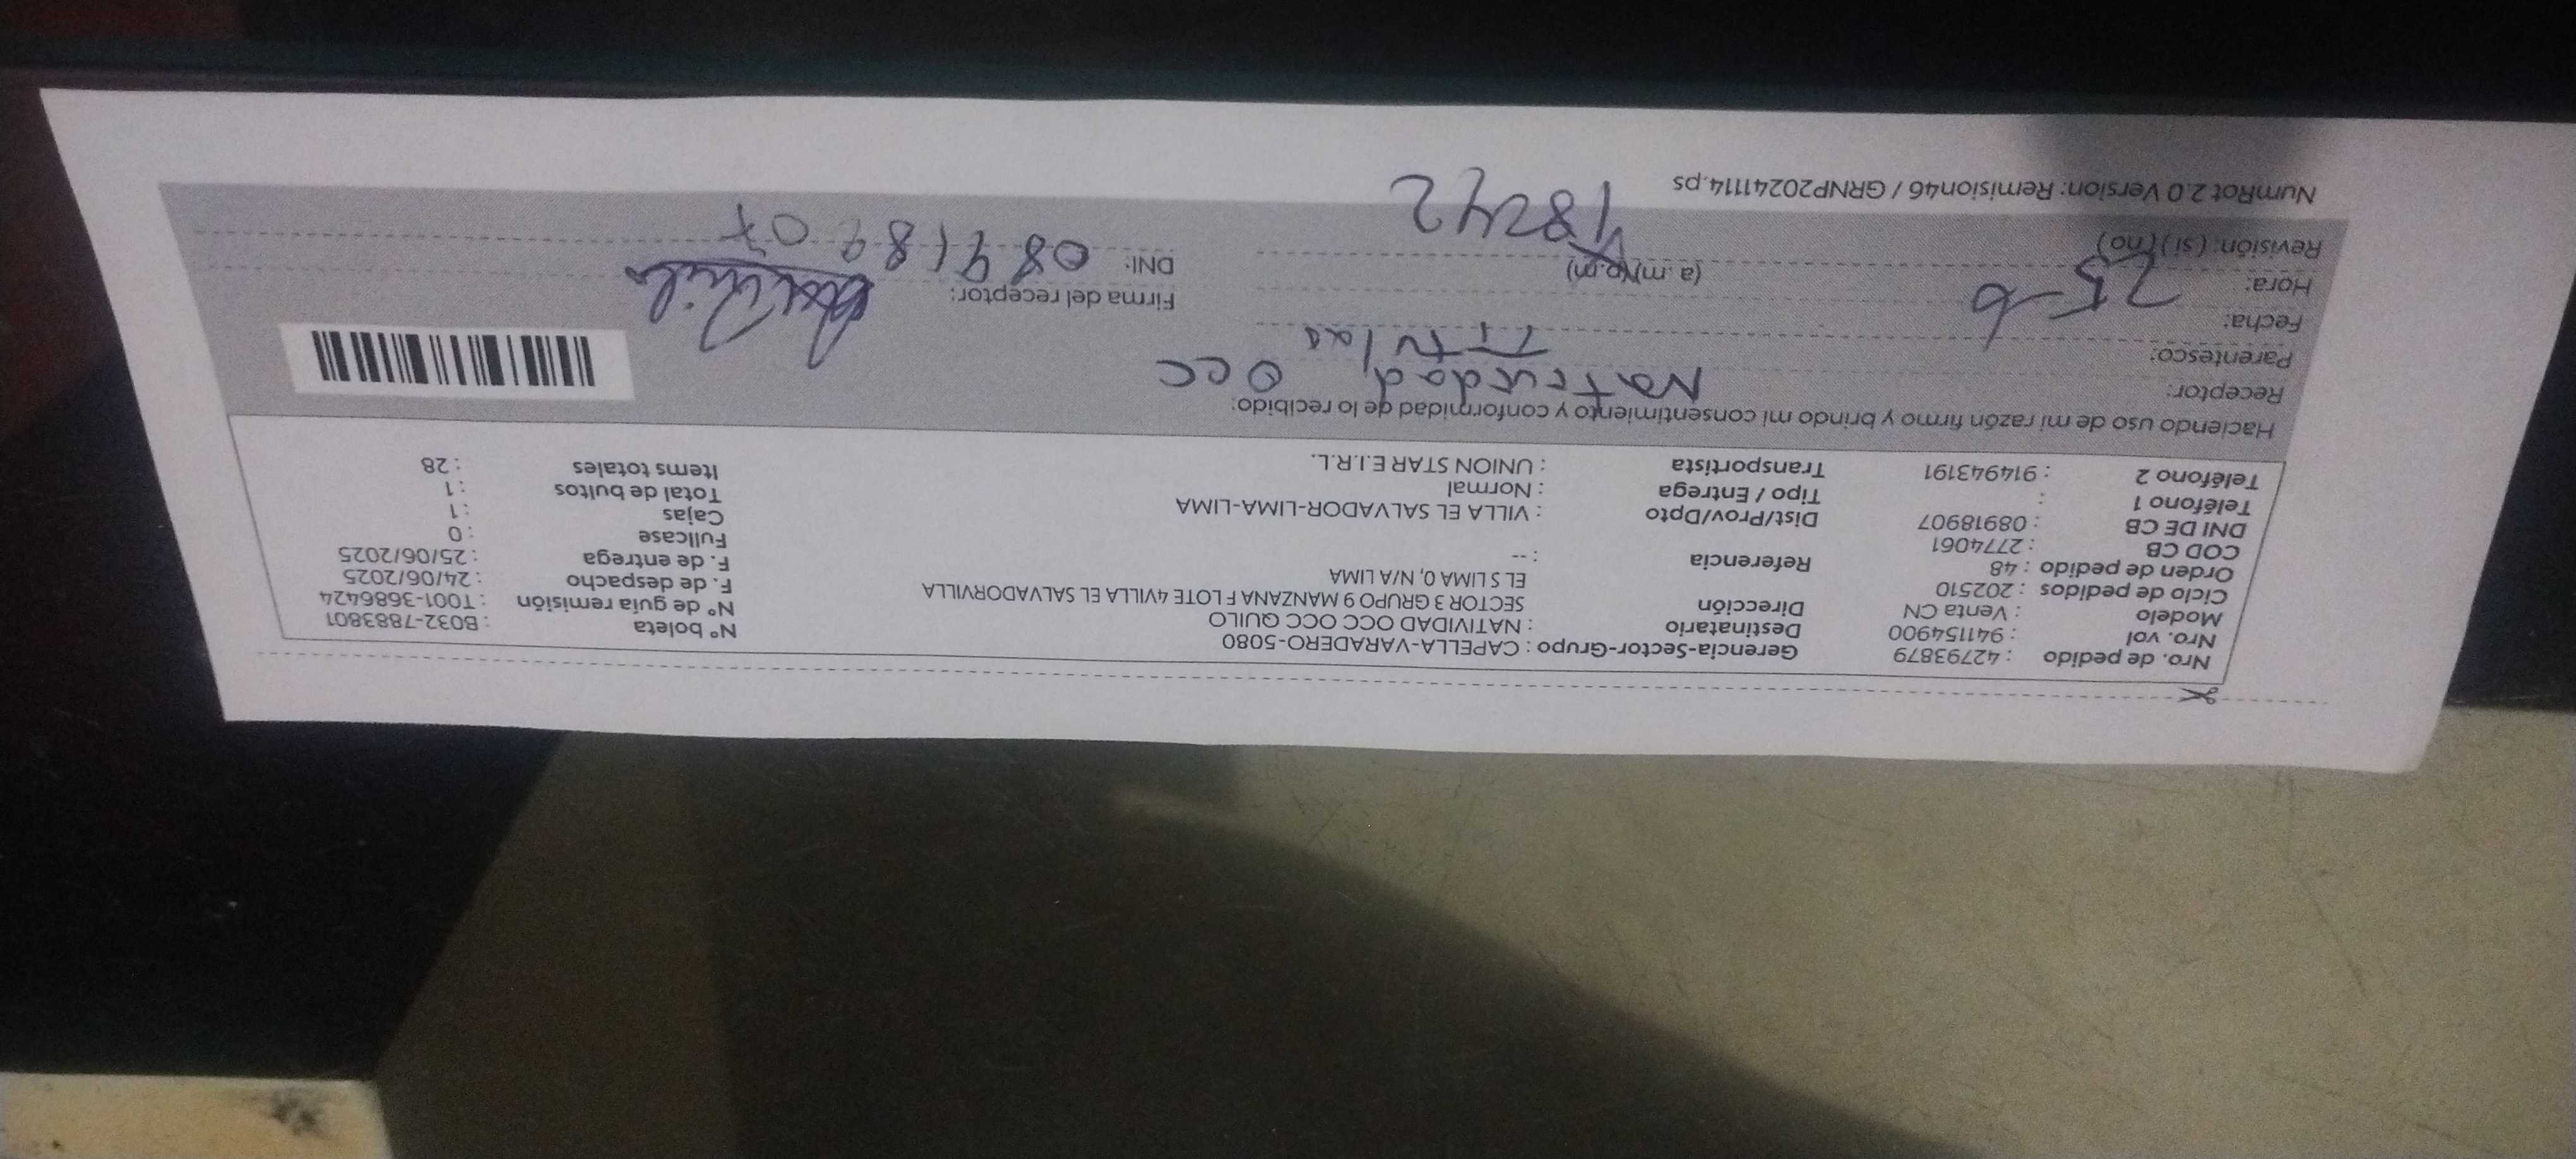 Nro. de pedido : 42793879
Nro. vol : 941154900
Modelo : Venta CN
Ciclo de pedidos : 202510
Orden de pedido : 48
COD CB : 2774061
DNI DE CB : 08918907
Teléfono 1 :
Teléfono 2 : 914943191
Gerencia-Sector-Grupo : CAPELLA-VARADERO-5080
Destinatario : NATIVIDAD OCC OCC QUILO
Dirección SECTOR 3 GRUPO 9 MANZANA F LOTE 4VILLA EL SALVADORVILLA
EL S LIMA 0, N/A LIMA
Referencia : --
Dist/Prov/Dpto : VILLA EL SALVADOR-LIMA-LIMA
Tipo / Entrega : Normal
Transportista : UNION STAR E.I.R.L.
Nº boleta : B032-7883801
Nº de guía remisión : T001-3686424
F. de despacho : 24/06/2025
F. de entrega : 25/06/2025
Fullcase : 0
Cajas : 1
Total de bultos : 1
Items totales : 28
Haciendo uso de mi razón firmo y brindo mi consentimiento y conformidad de lo recibido:
Receptor: Natividad Occ
Parentesco: Titular
Fecha: 25-6
Hora: (a.m)(p.m)
Revisión: (si)(no)
Firma del receptor:
DNI: 08918907
NumRot 2.0 Version: Remision46 / GRNP20241114.ps